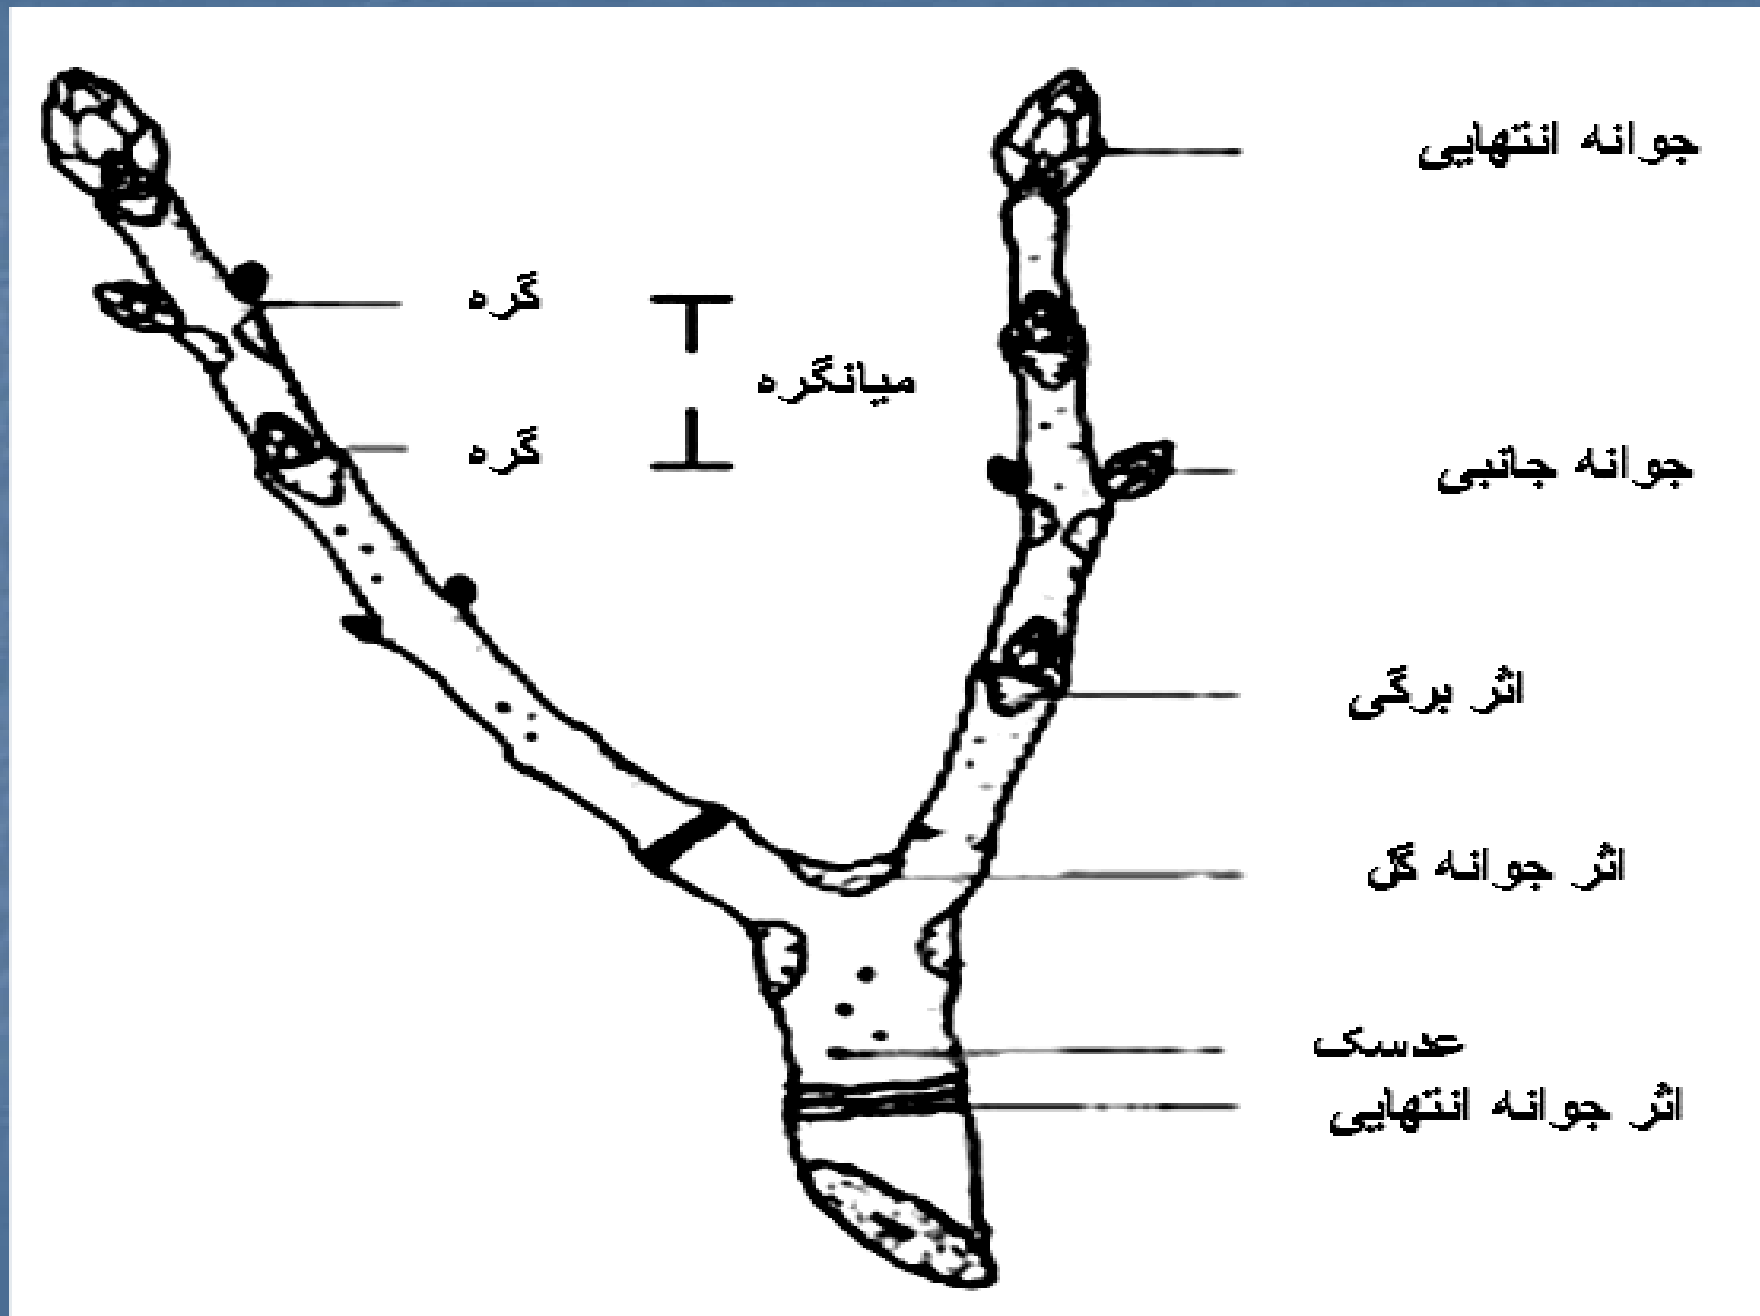 جوانه انتهایی
گره
میانگره
گره
جوانه جانبی
اثر برگی
اثر جوانه گل
عدسک
اثر جوانه انتهایی